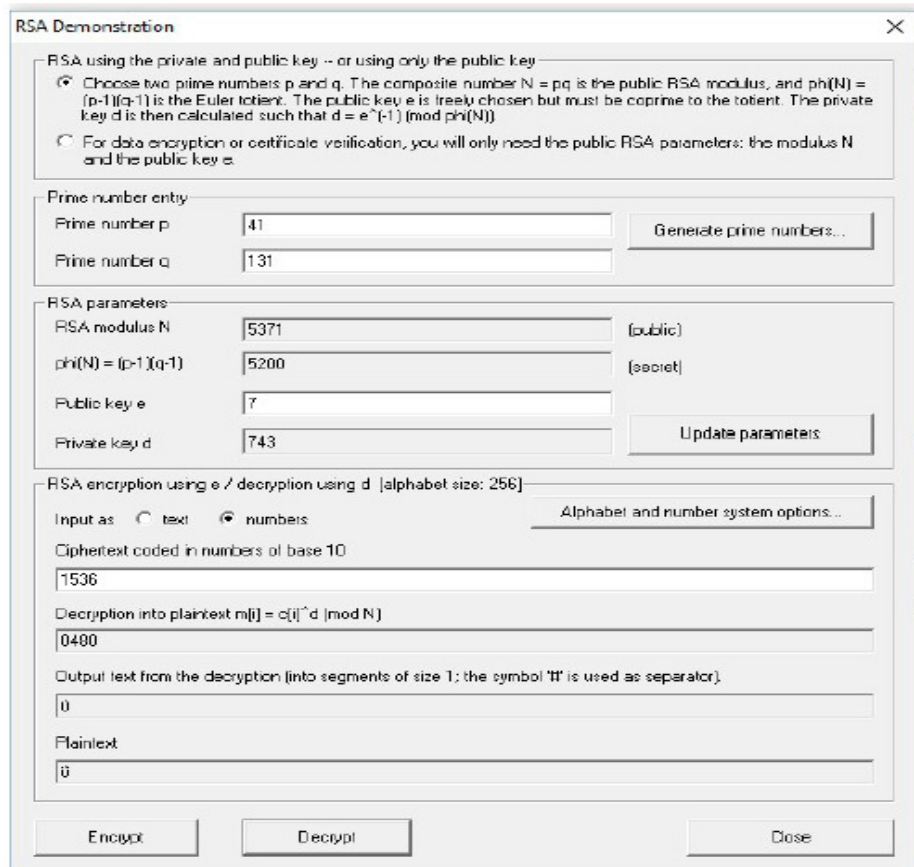 RSA Demonstration
RSA using the private and public key -- or using only the public key
Choose two prime numbers p and q. The composite number N = pq is the public RSA modulus, and phi(N) =
(p-1)(q-1) is the Euler totient. The public key e is freely chosen but must be coprime to the totient. The private
key d is then calculated such that d = e^(-1) (mod phi(N)).
For data encryption or certificate verification, you will only need the public RSA parameters: the modulus N
and the public key e.
Prime number entry
Prime number p
41
Generate prime numbers...
Prime number q
131
RSA parameters
RSA modulus N
5371
(public)
phi(N) = (p-1)(q-1)
5200
(secret)
Public key e
7
Private key d
743
Update parameters
RSA encryption using e / decryption using d [alphabet size: 256]
Input as text numbers
Alphabet and number system options...
Ciphertext coded in numbers of base 10
1536
Decryption into plaintext m[i] = c[i]^d (mod N)
0480
Output text from the decryption (into segments of size 1; the symbol '#' is used as separator).
Plaintext
Encrypt
Decrypt
Close